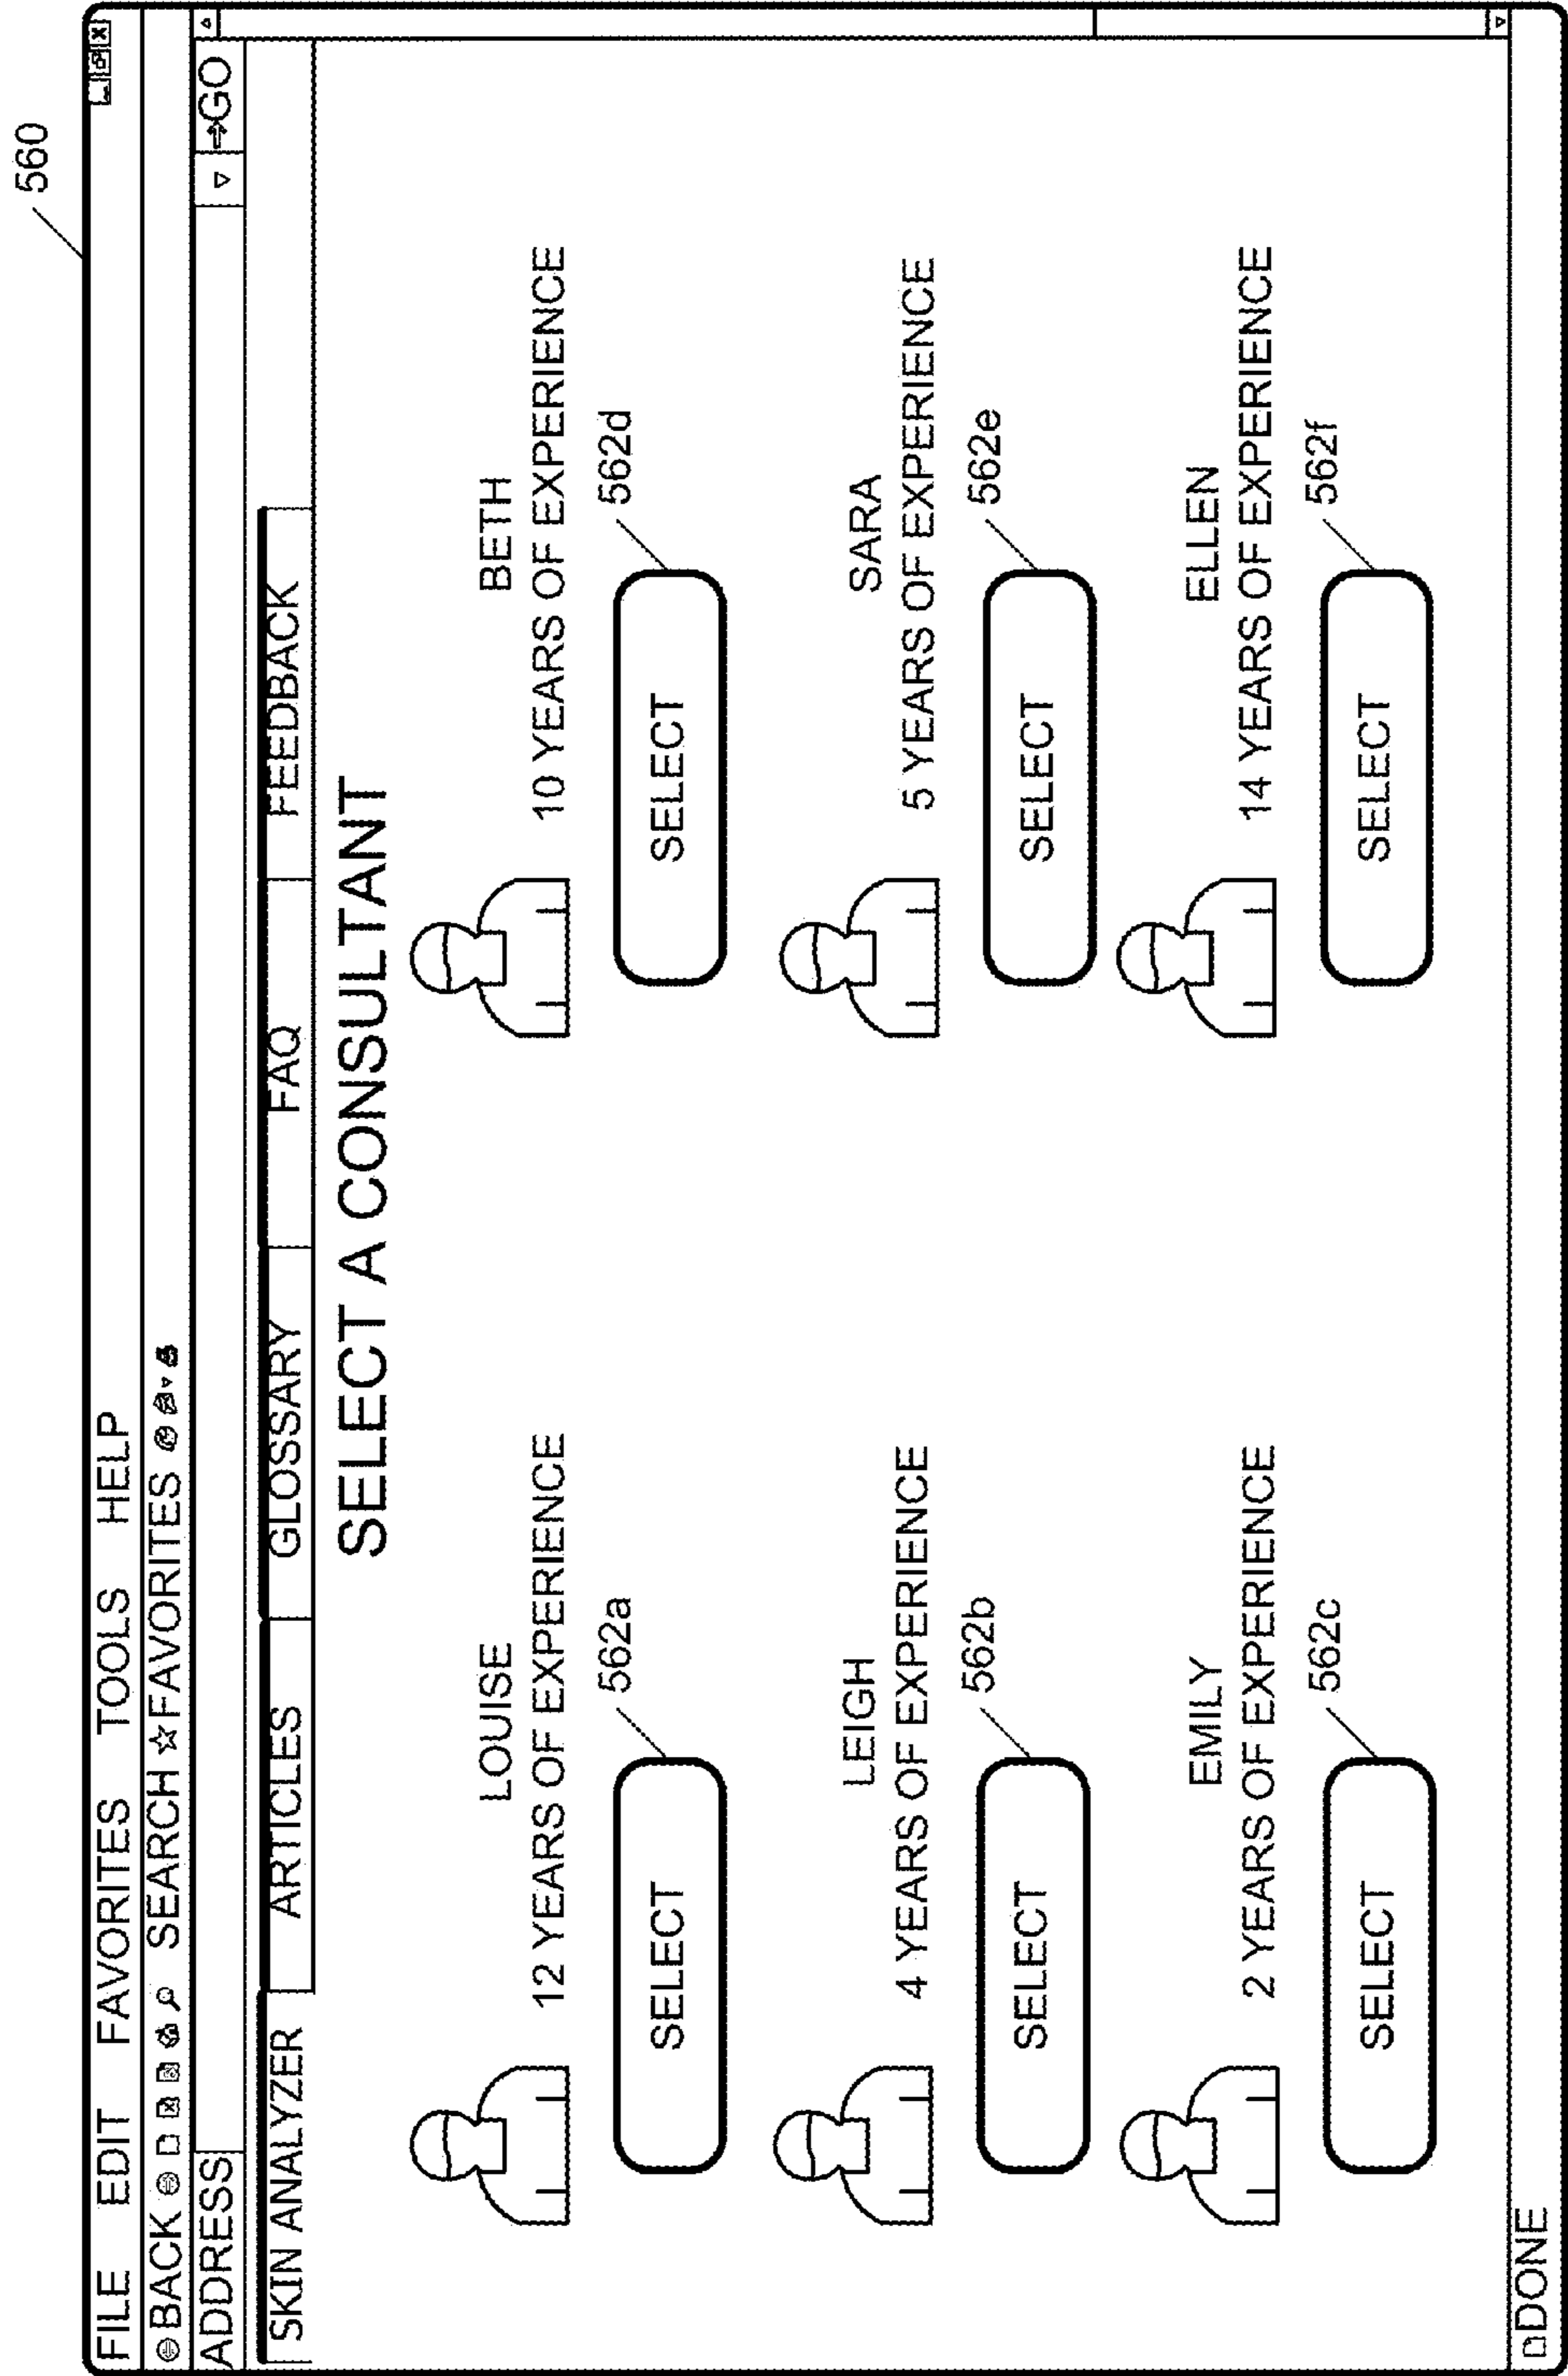 560
FILE EDIT FAVORITES TOOLS HELP
BACK SEARCH ☆FAVORITES
ADDRESS GO
SKIN ANALYZER ARTICLES GLOSSARY FAQ FEEDBACK
SELECT A CONSULTANT
LOUISE
12 YEARS OF EXPERIENCE
562a
SELECT
BETH
10 YEARS OF EXPERIENCE
562d
SELECT
LEIGH
4 YEARS OF EXPERIENCE
562b
SELECT
SARA
5 YEARS OF EXPERIENCE
562e
SELECT
EMILY
2 YEARS OF EXPERIENCE
562c
SELECT
ELLEN
14 YEARS OF EXPERIENCE
562f
SELECT
DONE